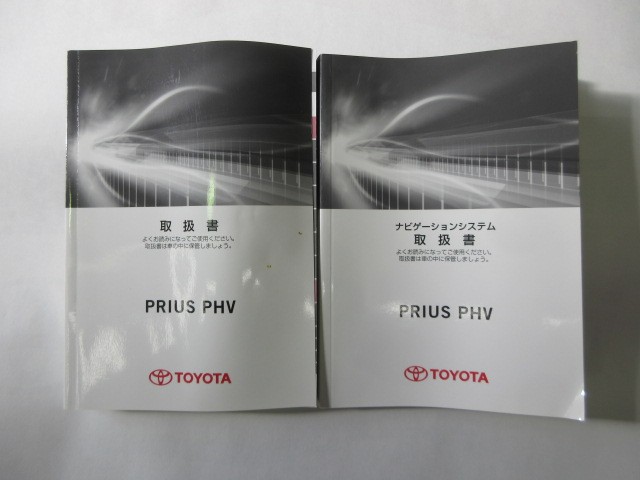 取扱書
よくお読みになってご使用ください。
取扱書は車の中に保管しましょう。
PRIUS PHV
TOYOTA
ナビゲーションシステム
取扱書
よくお読みになってご使用ください。
取扱書は車の中に保管しましょう。
PRIUS PHV
TOYOTA